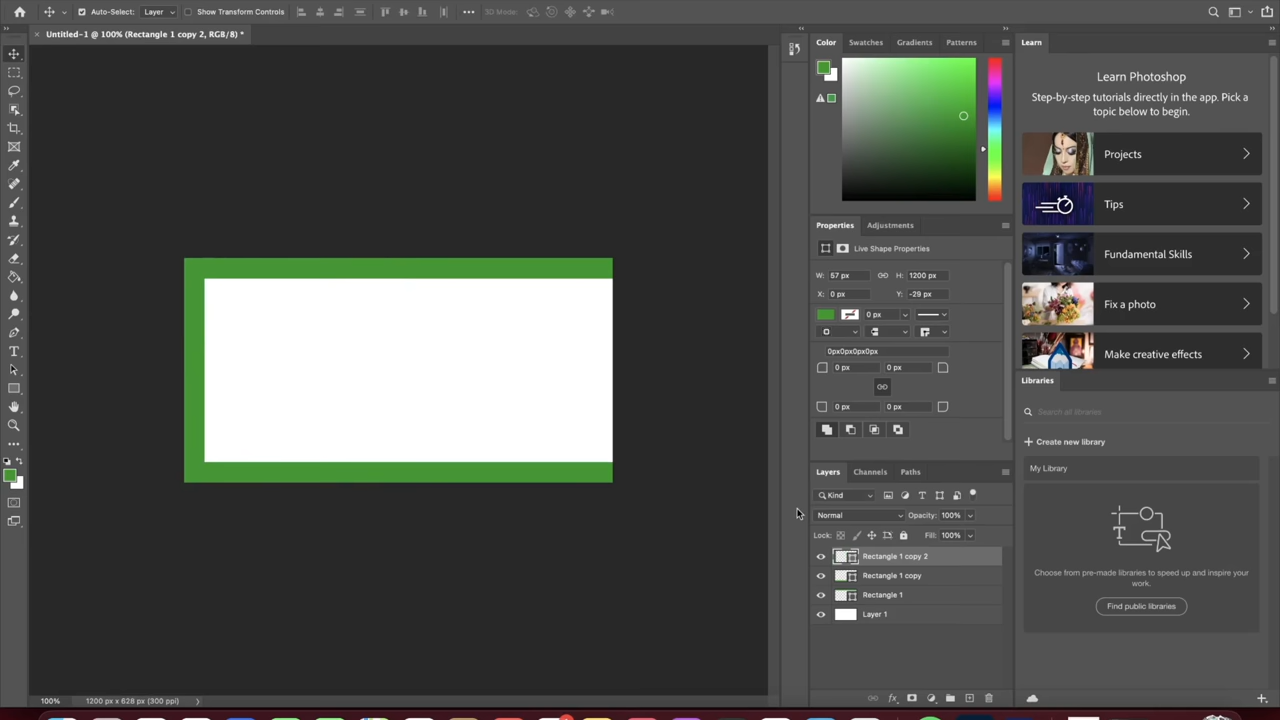 Auto-Select: Layer Show Transform Controls 3D Mode:
Untitled-1 @ 100% (Rectangle 1 copy 2, RGB/8) *
Color Swatches Gradients Patterns
Learn
Learn Photoshop
Step-by-step tutorials directly in the app. Pick a
topic below to begin.
Projects
Tips
Fundamental Skills
Fix a photo
Make creative effects
Properties Adjustments
Live Shape Properties
W: 57 px H: 1200 px
X: 0 px Y: -29 px
0 px
0px0px0px0px
0 px 0 px
0 px 0 px
Layers Channels Paths
Kind
Normal Opacity: 100%
Lock: Fill: 100%
Rectangle 1 copy 2
Rectangle 1 copy
Rectangle 1
Layer 1
Libraries
Search all libraries
Create new library
My Library
Choose from pre-made libraries to speed up and inspire your
work.
Find public libraries
100% 1200 px x 628 px (300 ppi)